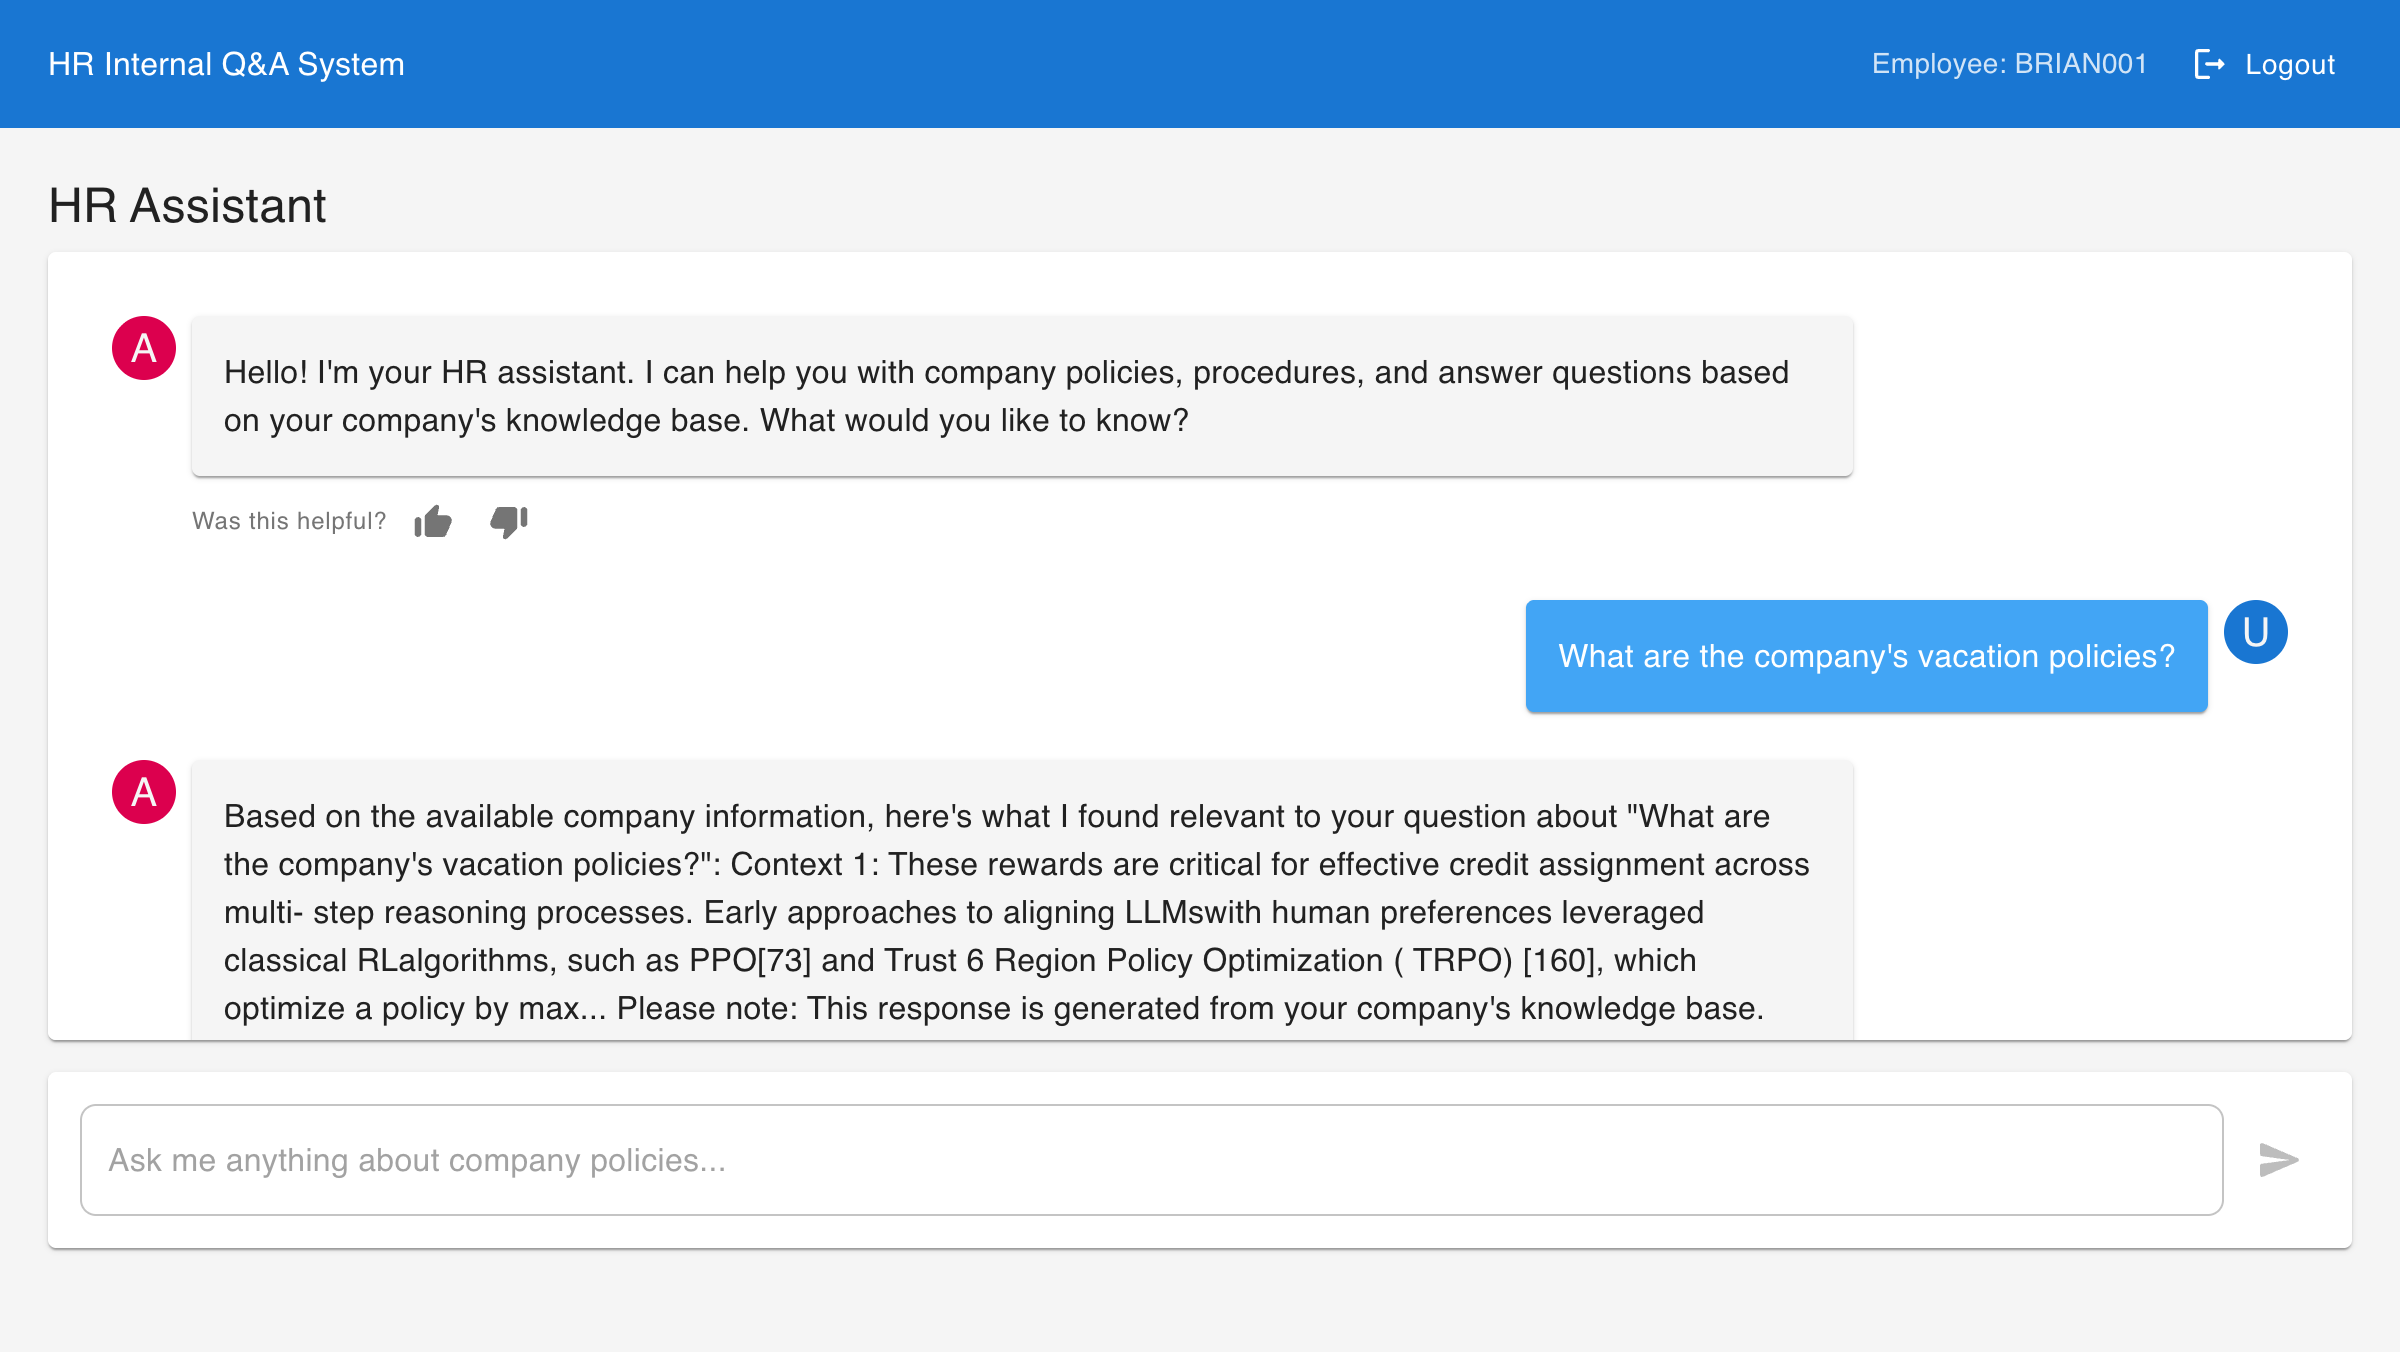 HR Internal Q&A System
Employee: BRIAN001
Logout
HR Assistant
A
Hello! I'm your HR assistant. I can help you with company policies, procedures, and answer questions based
on your company's knowledge base. What would you like to know?
Was this helpful?
What are the company's vacation policies?
U
A
Based on the available company information, here's what I found relevant to your question about "What are
the company's vacation policies?": Context 1: These rewards are critical for effective credit assignment across
multi- step reasoning processes. Early approaches to aligning LLMswith human preferences leveraged
classical RLalgorithms, such as PPO[73] and Trust 6 Region Policy Optimization ( TRPO) [160], which
optimize a policy by max... Please note: This response is generated from your company's knowledge base.
Ask me anything about company policies...